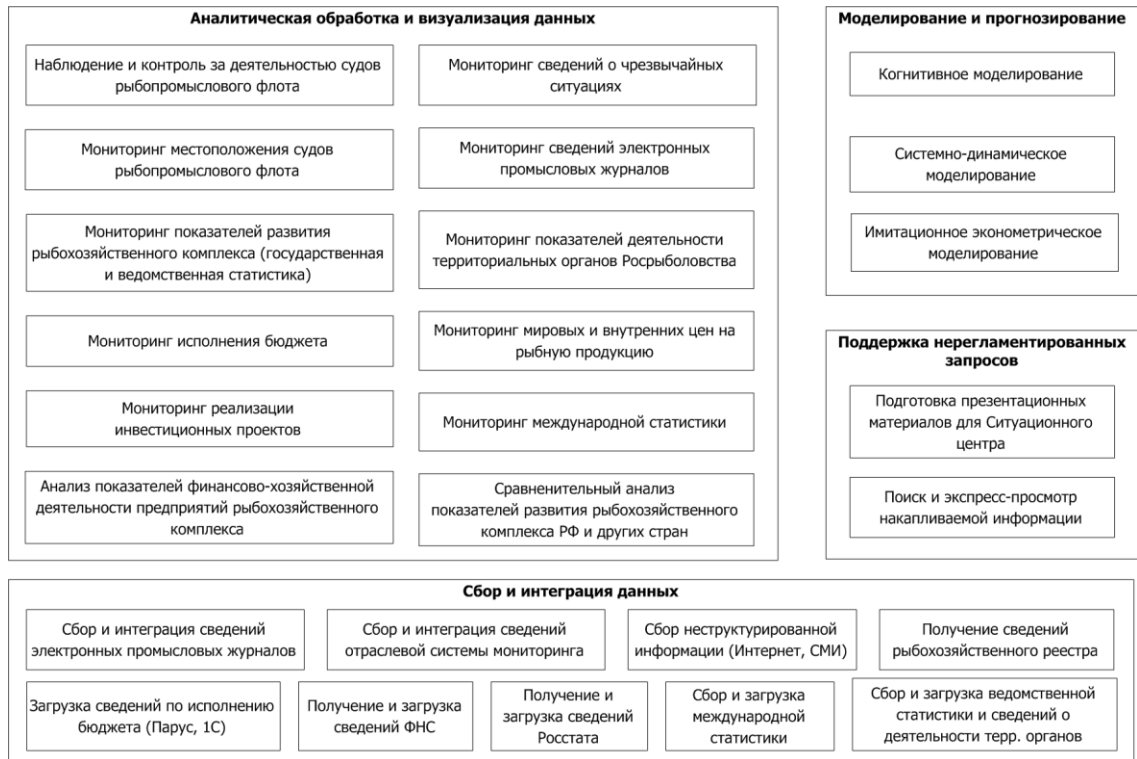 Аналитическая обработка и визуализация данных
Наблюдение и контроль за деятельностью судов
рыбопромыслового флота
Мониторинг сведений о чрезвычайных
ситуациях
Мониторинг местоположения судов
рыбопромыслового флота
Мониторинг сведений электронных
промысловых журналов
Мониторинг показателей развития
рыбохозяйственного комплекса (государственная
и ведомственная статистика)
Мониторинг показателей деятельности
территориальных органов Росрыболовства
Мониторинг исполнения бюджета
Мониторинг мировых и внутренних цен на
рыбную продукцию
Мониторинг реализации
инвестиционных проектов
Мониторинг международной статистики
Анализ показателей финансово-хозяйственной
деятельности предприятий рыбохозяйственного
комплекса
Сравненительный анализ
показателей развития рыбохозяйственного
комплекса РФ и других стран
Моделирование и прогнозирование
Когнитивное моделирование
Системно-динамическое
моделирование
Имитационное эконометрическое
моделирование
Поддержка нерегламентированных
запросов
Подготовка презентационных
материалов для Ситуационного
центра
Поиск и экспресс-просмотр
накапливаемой информации
Сбор и интеграция данных
Сбор и интеграция сведений
электронных промысловых журналов
Сбор и интеграция сведений
отраслевой системы мониторинга
Сбор неструктурированной
информации (Интернет, СМИ)
Получение сведений
рыбохозяйственного реестра
Загрузка сведений по исполнению
бюджета (Парус, 1С)
Получение и загрузка
сведений ФНС
Получение и
загрузка сведений
Росстата
Сбор и загрузка
международной
статистики
Сбор и загрузка ведомственной
статистики и сведений о
деятельности терр. органов